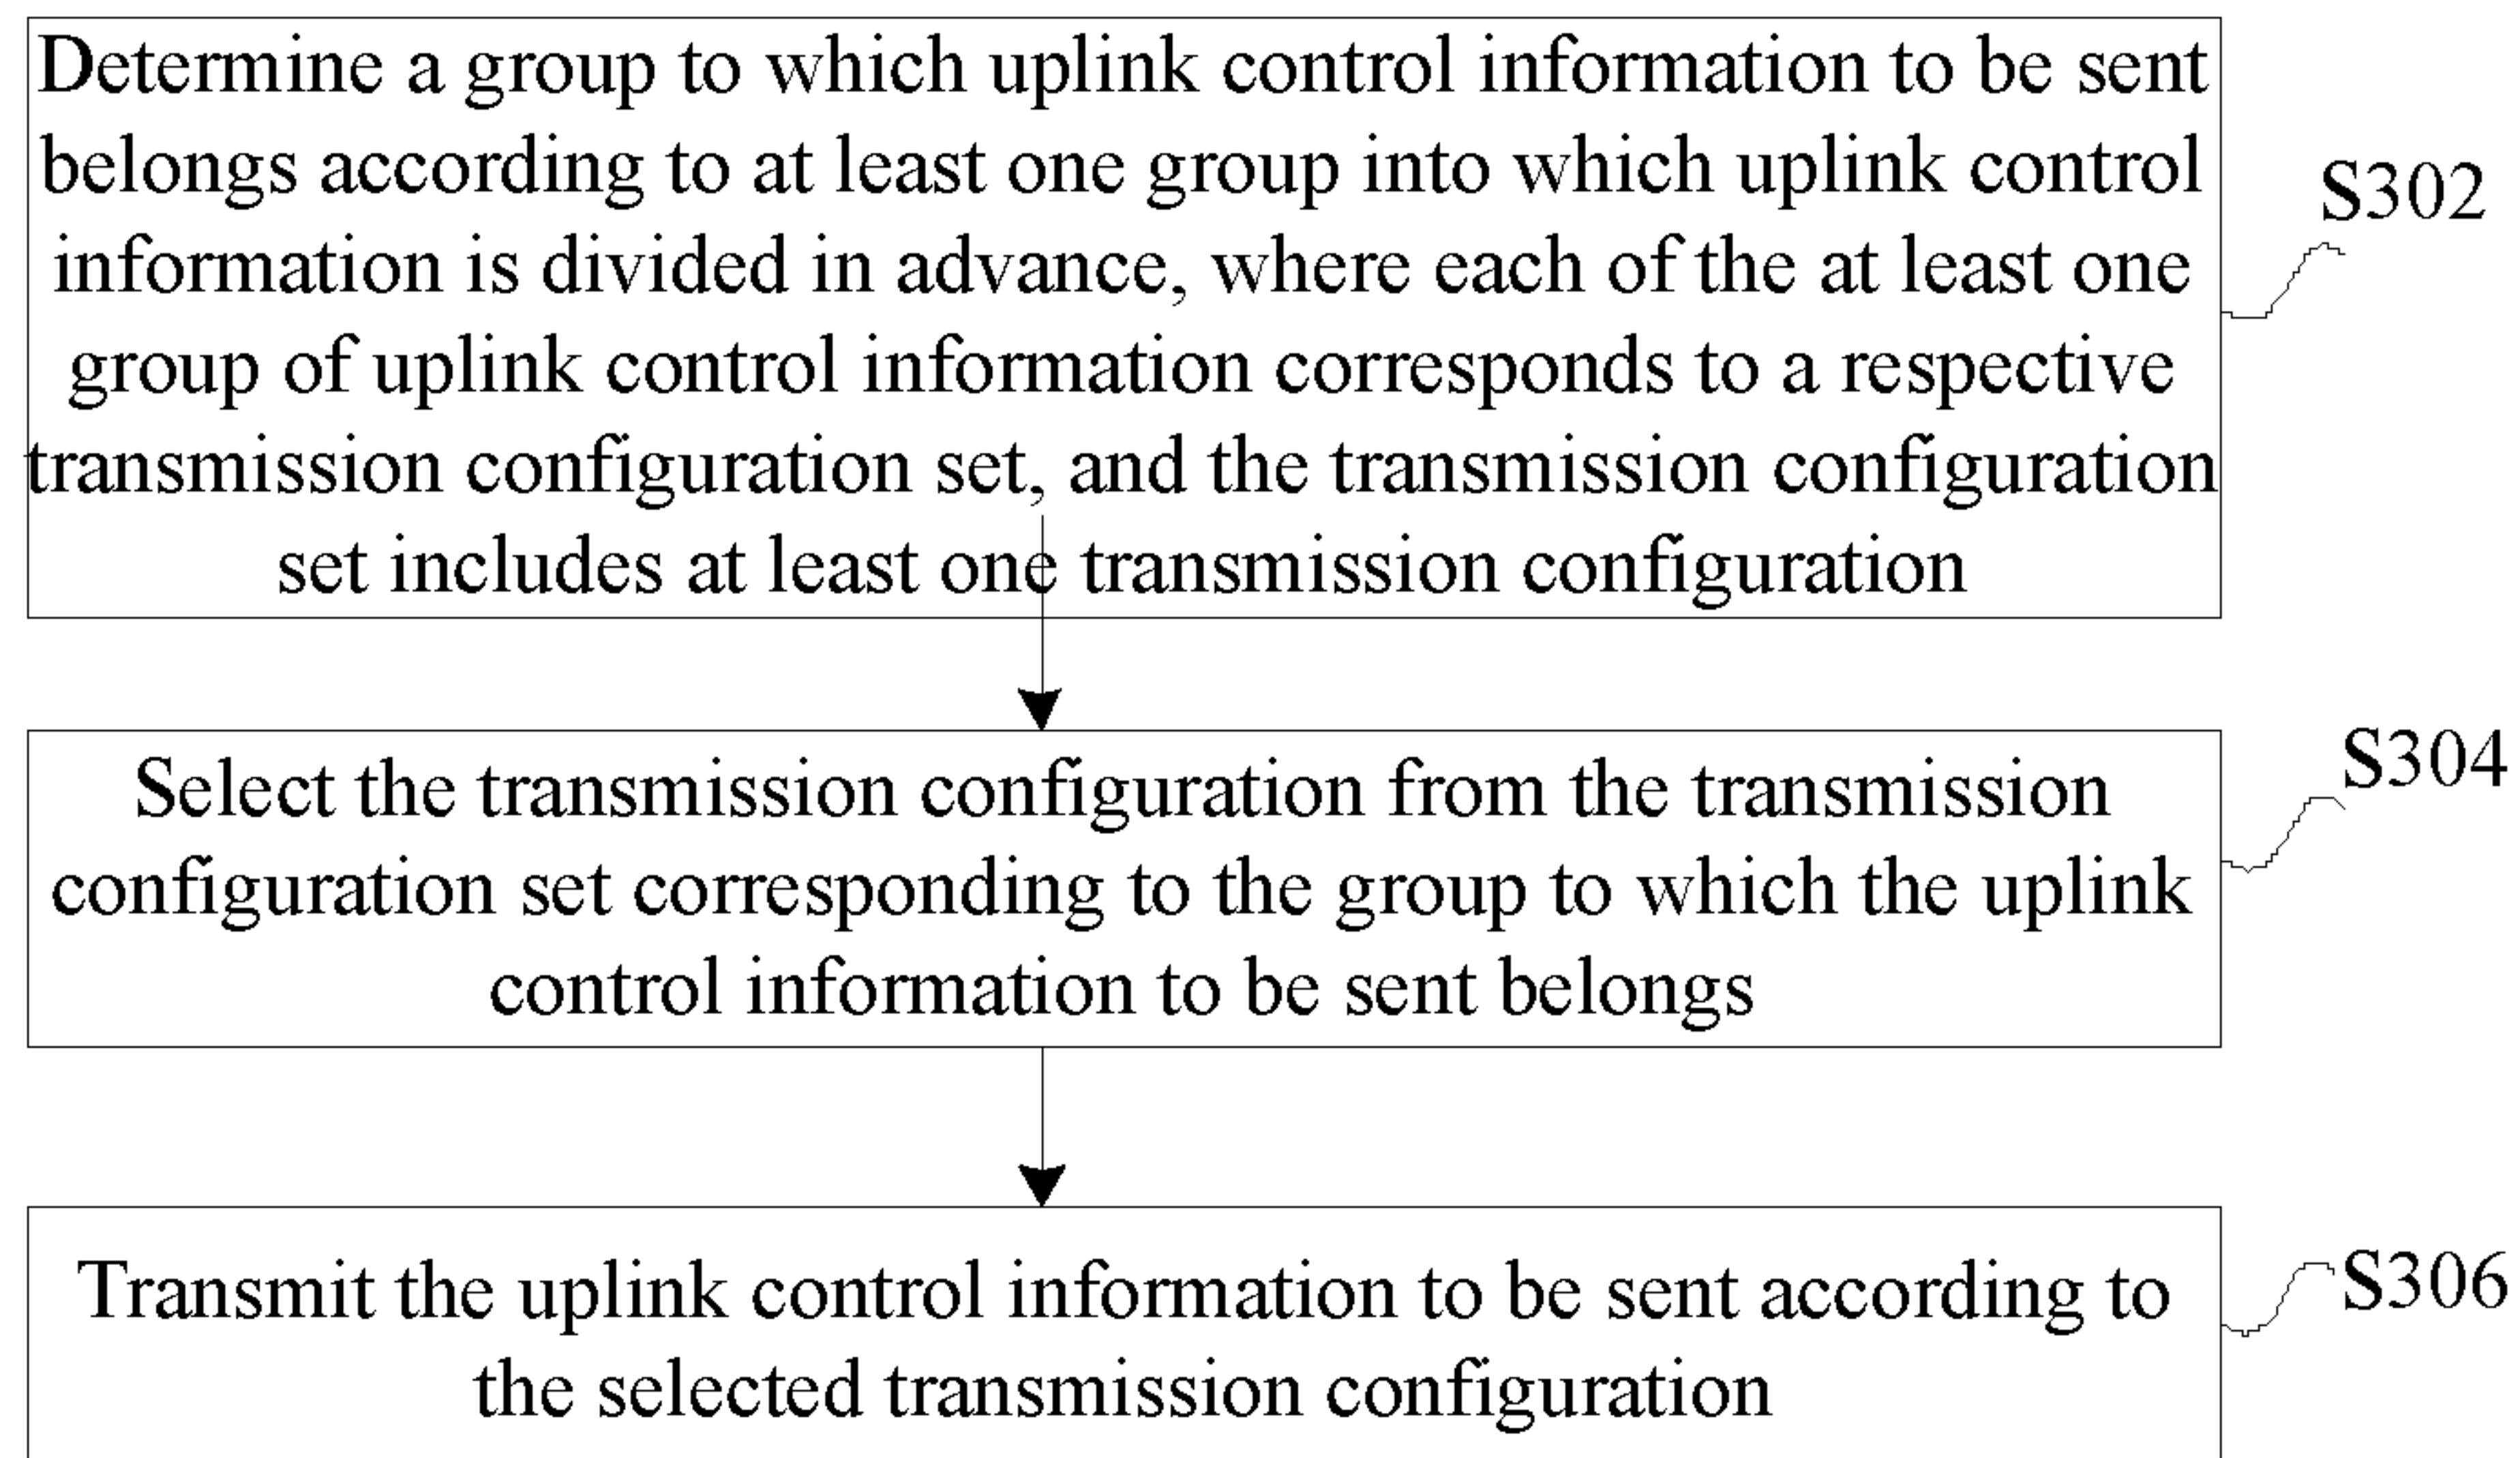 Determine a group to which uplink control information to be sent
belongs according to at least one group into which uplink control
information is divided in advance, where each of the at least one
group of uplink control information corresponds to a respective
transmission configuration set, and the transmission configuration
set includes at least one transmission configuration
S302
Select the transmission configuration from the transmission
configuration set corresponding to the group to which the uplink
control information to be sent belongs
S304
Transmit the uplink control information to be sent according to
the selected transmission configuration
S306